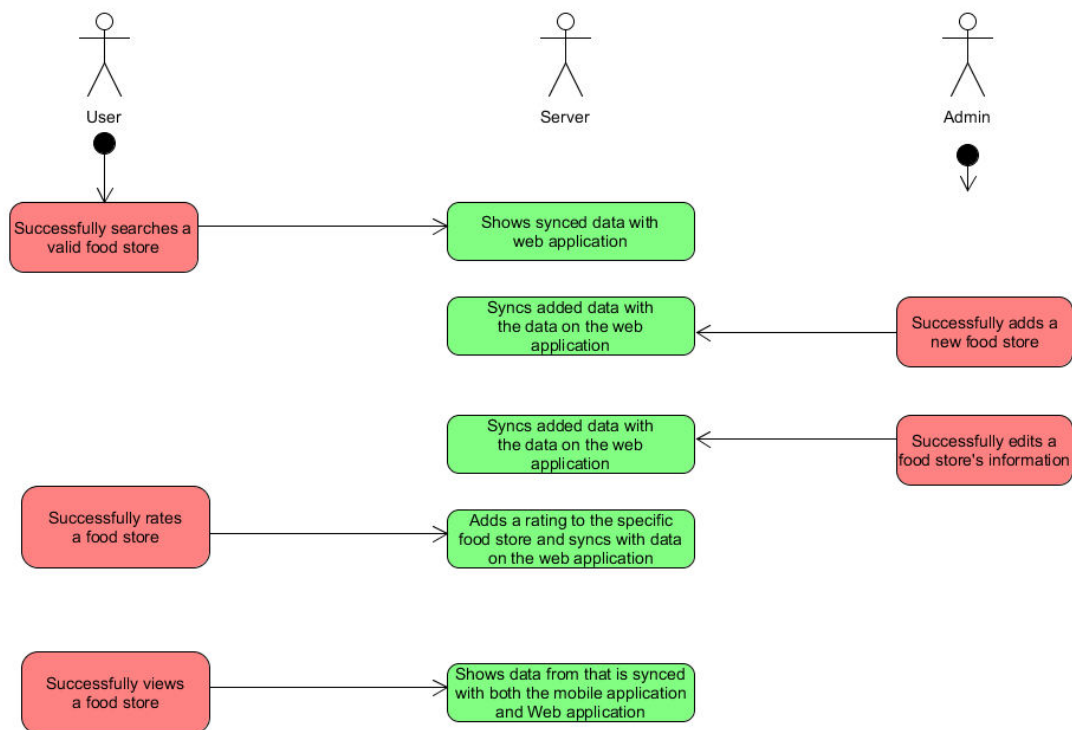 User
Server
Admin
Successfully searches a
valid food store
Shows synced data with
web application
Syncs added data with
the data on the web
application
Successfully adds a
new food store
Syncs added data with
the data on the web
application
Successfully edits a
food store's information
Successfully rates
a food store
Adds a rating to the specific
food store and syncs with data
on the web application
Successfully views
a food store
Shows data from that is synced
with both the mobile application
and Web application